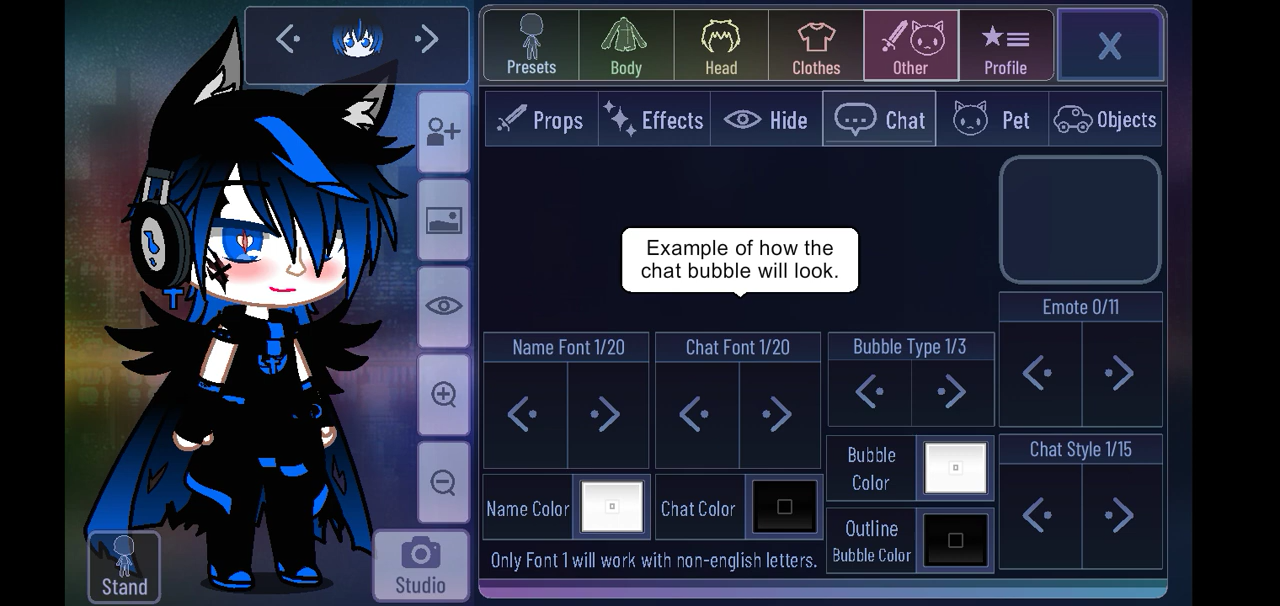 Presets
Body
Head
Clothes
Other
Profile
X
Props
Effects
Hide
Chat
Pet
Objects
Example of how the
chat bubble will look.
Emote 0/11
Name Font 1/20
Chat Font 1/20
Bubble Type 1/3
Chat Style 1/15
Bubble
Color
Name Color
Chat Color
Outline
Bubble Color
Only Font 1 will work with non-english letters.
Stand
Studio